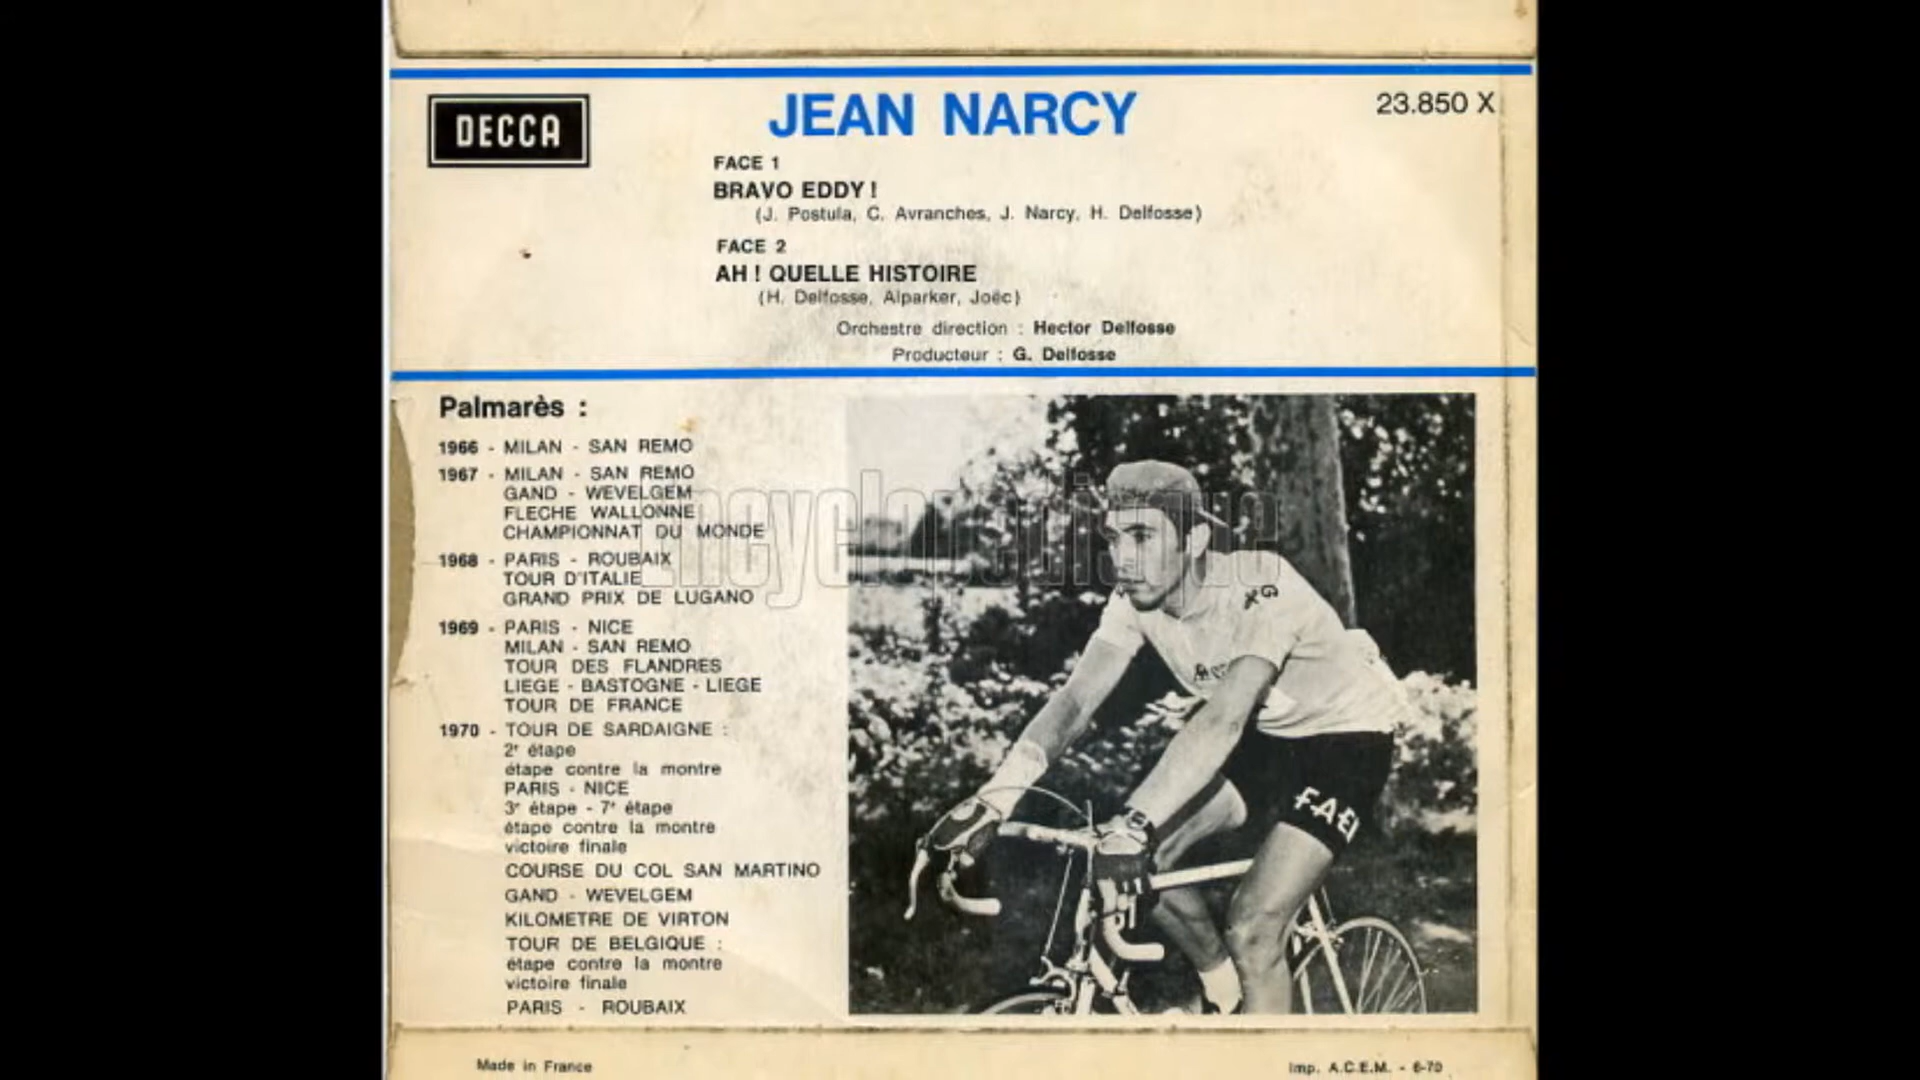 DECCA
JEAN NARCY
23.850 X
FACE 1
BRAVO EDDY !
(J. Postula, C. Avranches, J. Narcy, H. Delfosse)
FACE 2
AH ! QUELLE HISTOIRE
(H. Delfosse, Alparker, Joëc)
Orchestre direction : Hector Delfosse
Producteur : G. Delfosse
Palmarès :
1966 - MILAN - SAN REMO
1967 - MILAN - SAN REMO
GAND - WEVELGEM
FLECHE WALLONNE
CHAMPIONNAT DU MONDE
1968 - PARIS - ROUBAIX
TOUR D'ITALIE
GRAND PRIX DE LUGANO
1969 - PARIS - NICE
MILAN - SAN REMO
TOUR DES FLANDRES
LIEGE - BASTOGNE - LIEGE
TOUR DE FRANCE
1970 - TOUR DE SARDAIGNE :
2e étape
étape contre la montre
PARIS - NICE
3e étape - 7e étape
étape contre la montre
victoire finale
COURSE DU COL SAN MARTINO
GAND - WEVELGEM
KILOMETRE DE VIRTON
TOUR DE BELGIQUE :
étape contre la montre
victoire finale
PARIS - ROUBAIX
Encyclopédisque
FAEI
Made in France
Imp. A.C.E.M. - 6-70